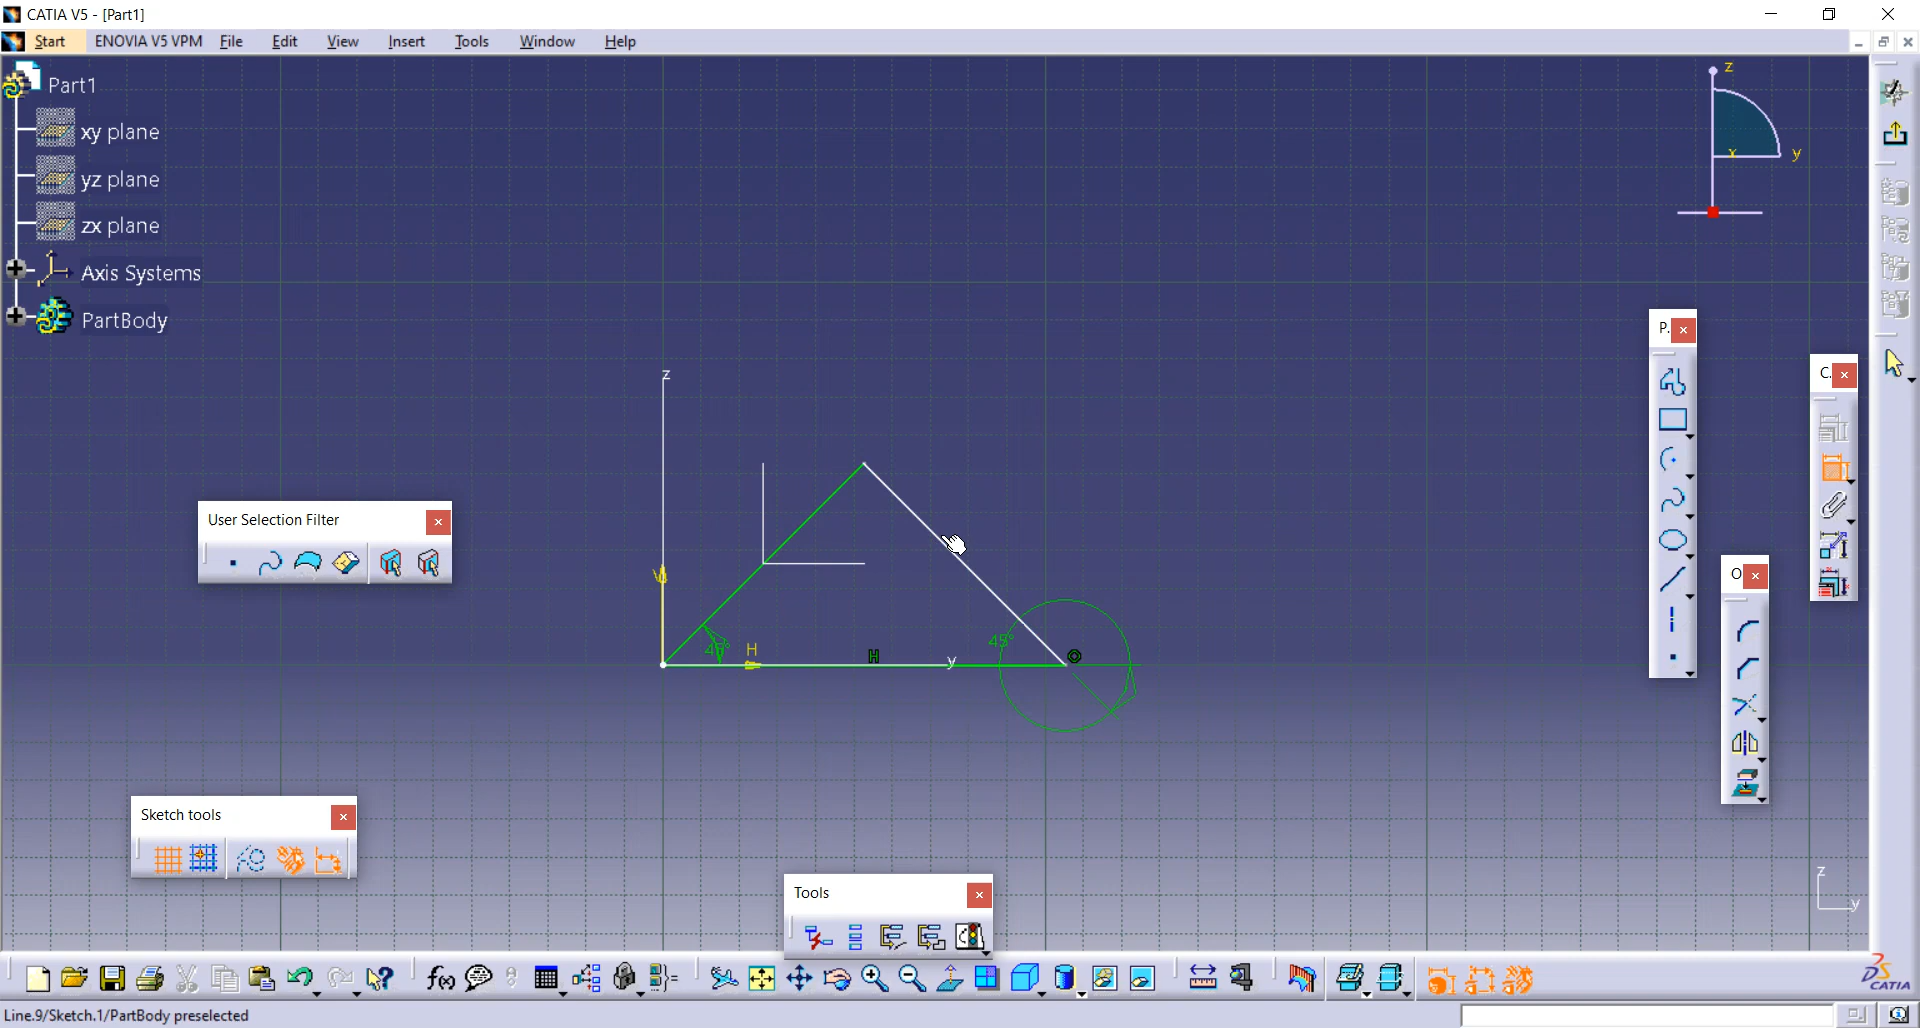 CATIA V5 - [Part1]
Start ENOVIA V5 VPM File Edit View Insert Tools Window Help
Part1
xy plane
yz plane
zx plane
Axis Systems
PartBody
z
x
y
P.
C.
z
User Selection Filter
V
H
H
y
45°
45°
O
Sketch tools
Tools
z
y
f(x)
CATIA
Line.9/Sketch.1/PartBody preselected